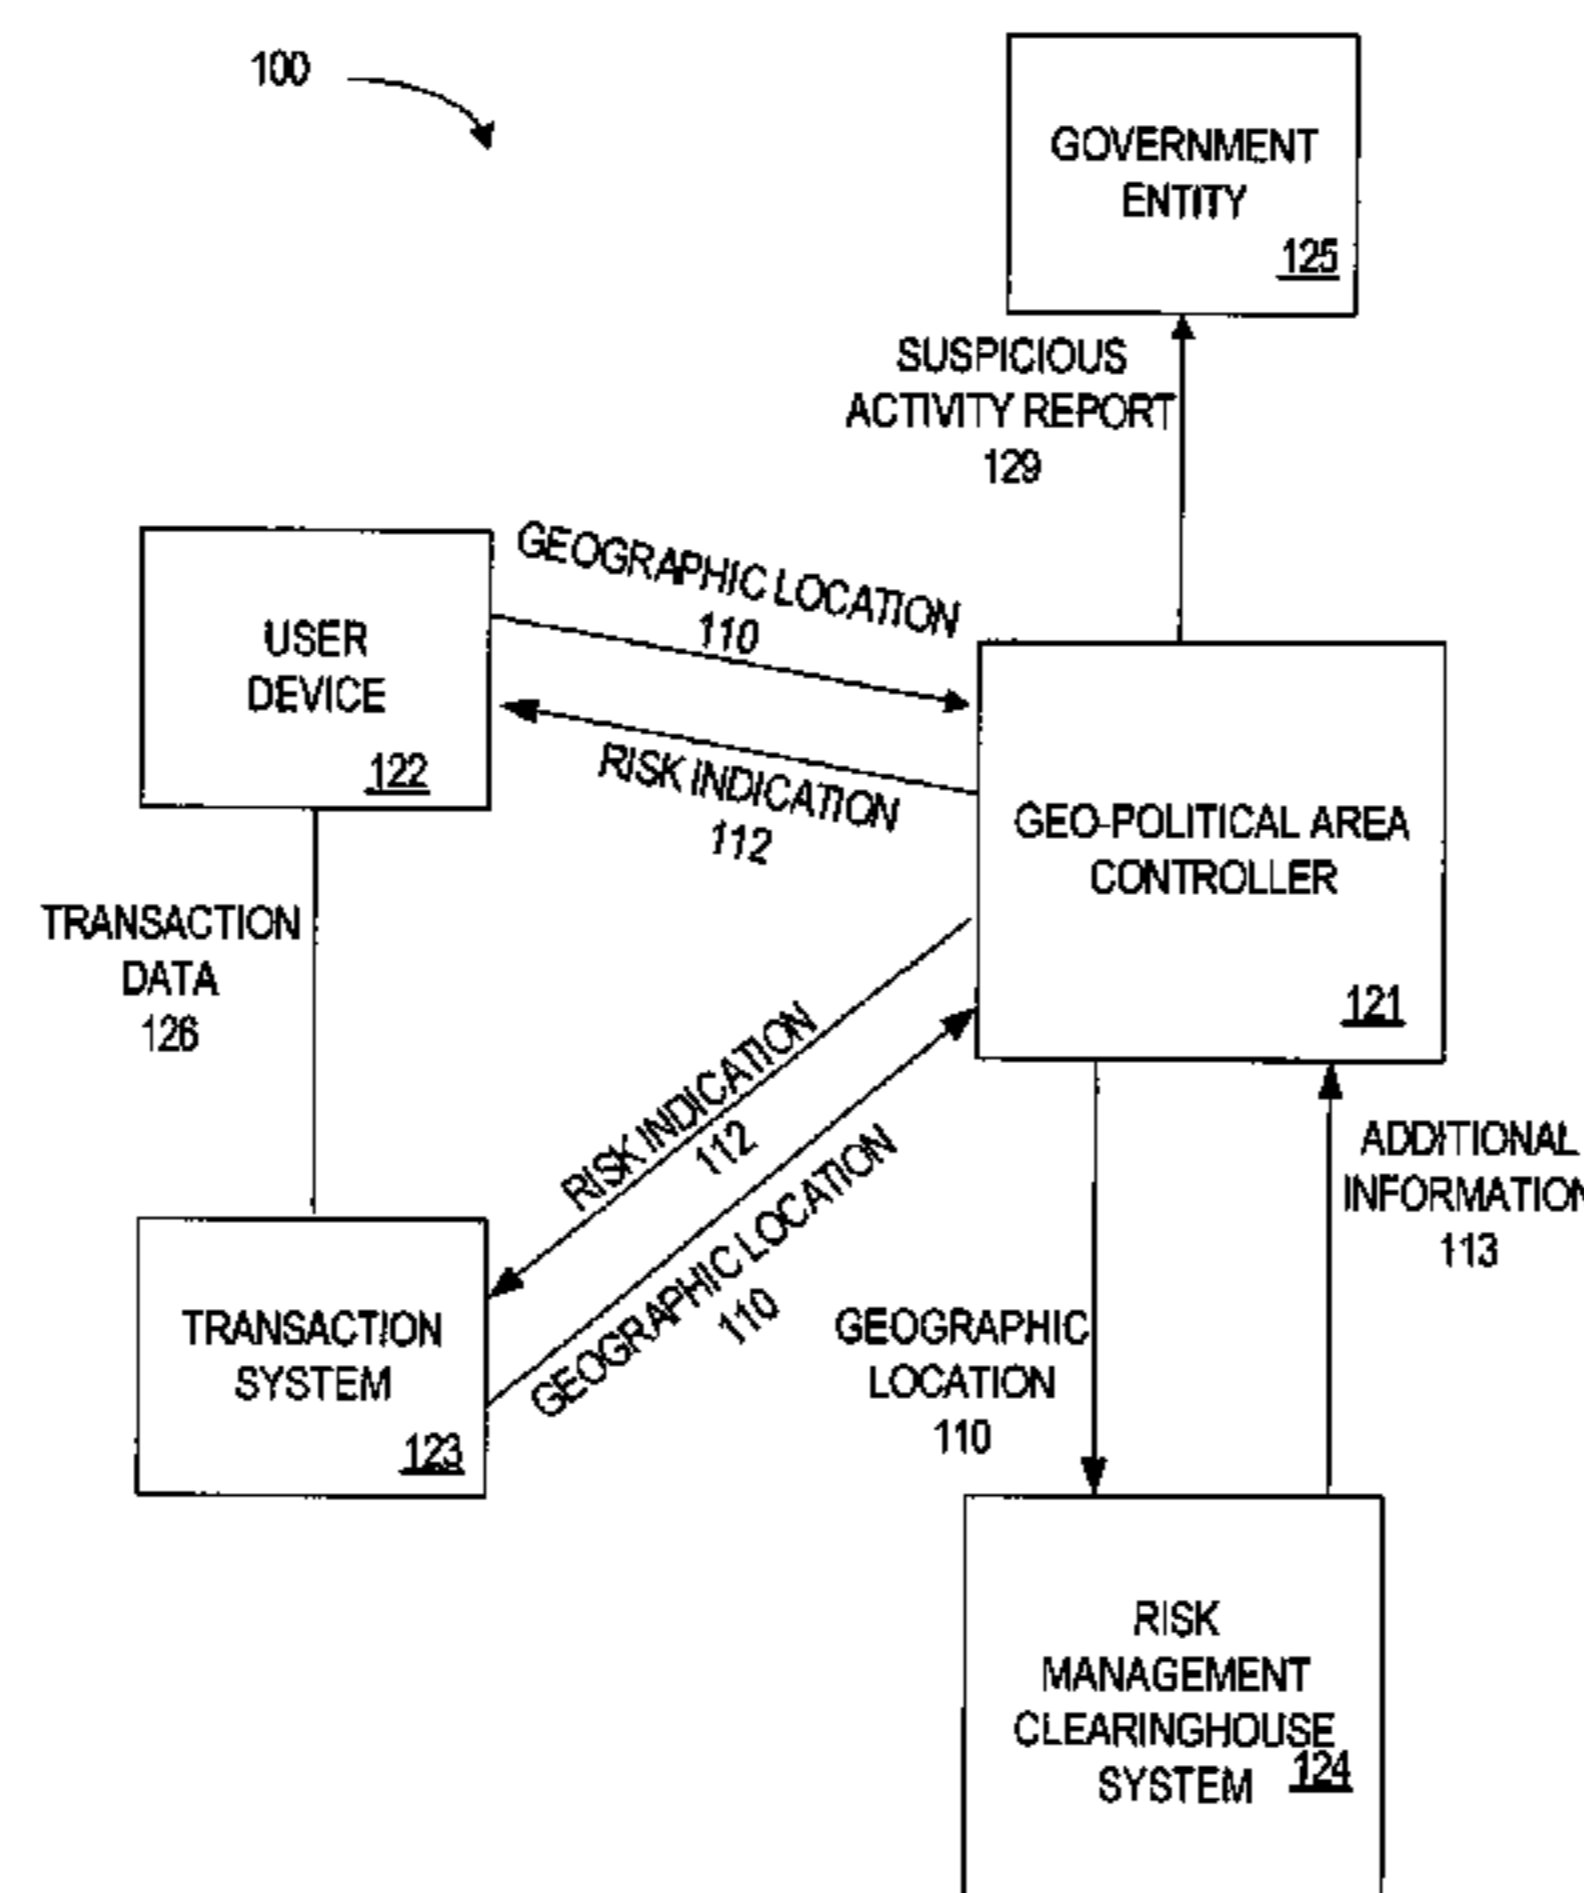 100
GOVERNMENT
ENTITY
125
SUSPICIOUS
ACTIVITY REPORT
129
GEOGRAPHIC LOCATION
110
USER
DEVICE
122
RISK INDICATION
112
GEO-POLITICAL AREA
CONTROLLER
121
TRANSACTION
DATA
126
RISK INDICATION
112
GEOGRAPHIC LOCATION
110
ADDITIONAL
INFORMATION
113
TRANSACTION
SYSTEM
123
GEOGRAPHIC
LOCATION
110
RISK
MANAGEMENT
CLEARINGHOUSE
SYSTEM 124